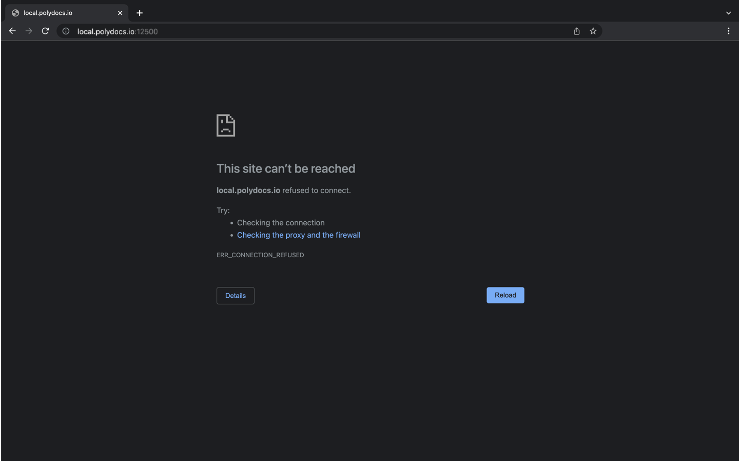 local.polydocs.io
local.polydocs.io:12500
This site can't be reached
local.polydocs.io refused to connect.
Try:
• Checking the connection
• Checking the proxy and the firewall
ERR_CONNECTION_REFUSED
Details
Reload